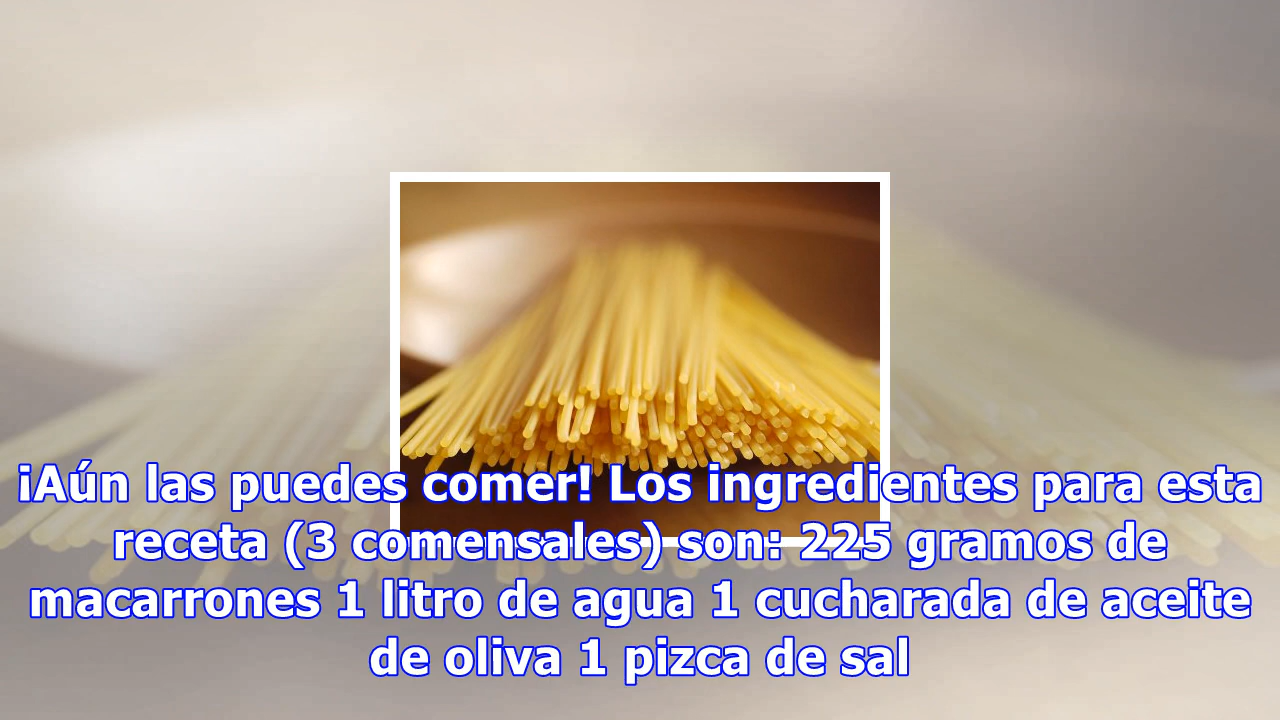 ¡Aún las puedes comer! Los ingredientes para esta
receta (3 comensales) son: 225 gramos de
macarrones 1 litro de agua 1 cucharada de aceite
de oliva 1 pizca de sal